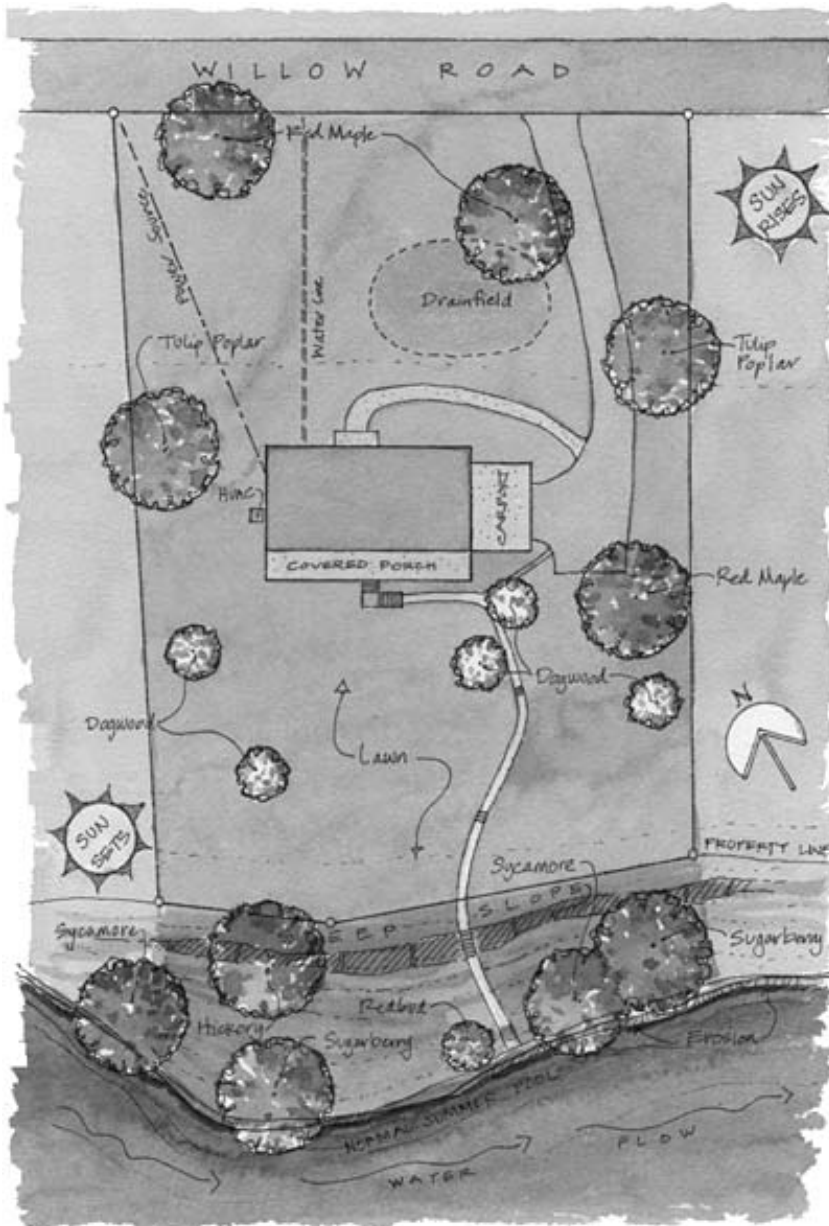 WILLOW ROAD
Red Maple
SUN
RISES
Power Source
Water Line
Drainfield
Tulip Poplar
Tulip
Poplar
HVAC
CARPORT
COVERED PORCH
Red Maple
Dogwood
Dogwood
N
Lawn
SUN
SETS
PROPERTY LINE
Sycamore
EEP SLOPE
Sycamore
Sugarberry
Redbud
Hickory
Sugarberry
Erosion
NORMAL SUMMER POOL
FLOW
WATER